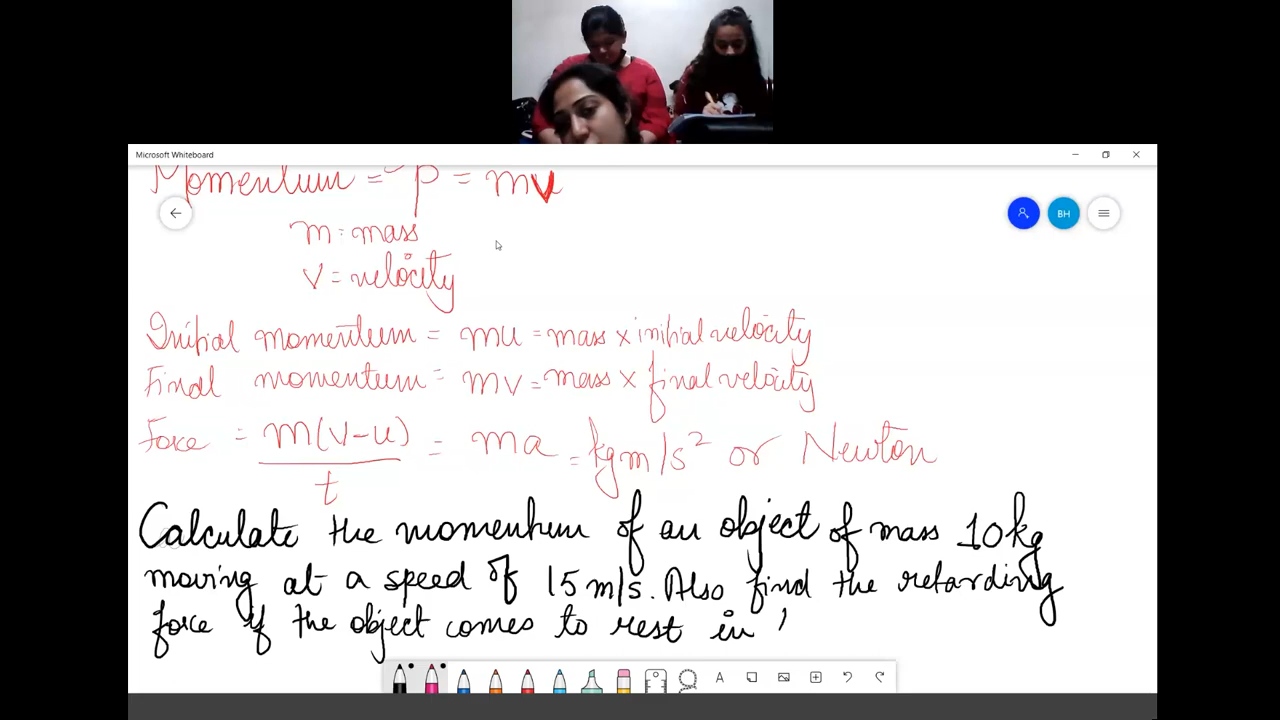 Microsoft Whiteboard
Momentum = p = mv
BH
m = mass
v = velocity
Initial momentum = mu = mass x initial velocity
Final momentum = mv = mass x final velocity
Force = m(v-u)/t = ma = kgm/s² or Newton
Calculate the momentum of an object of mass 10kg
moving at a speed of 15 m/s. Also find the retarding
force if the object comes to rest in
A